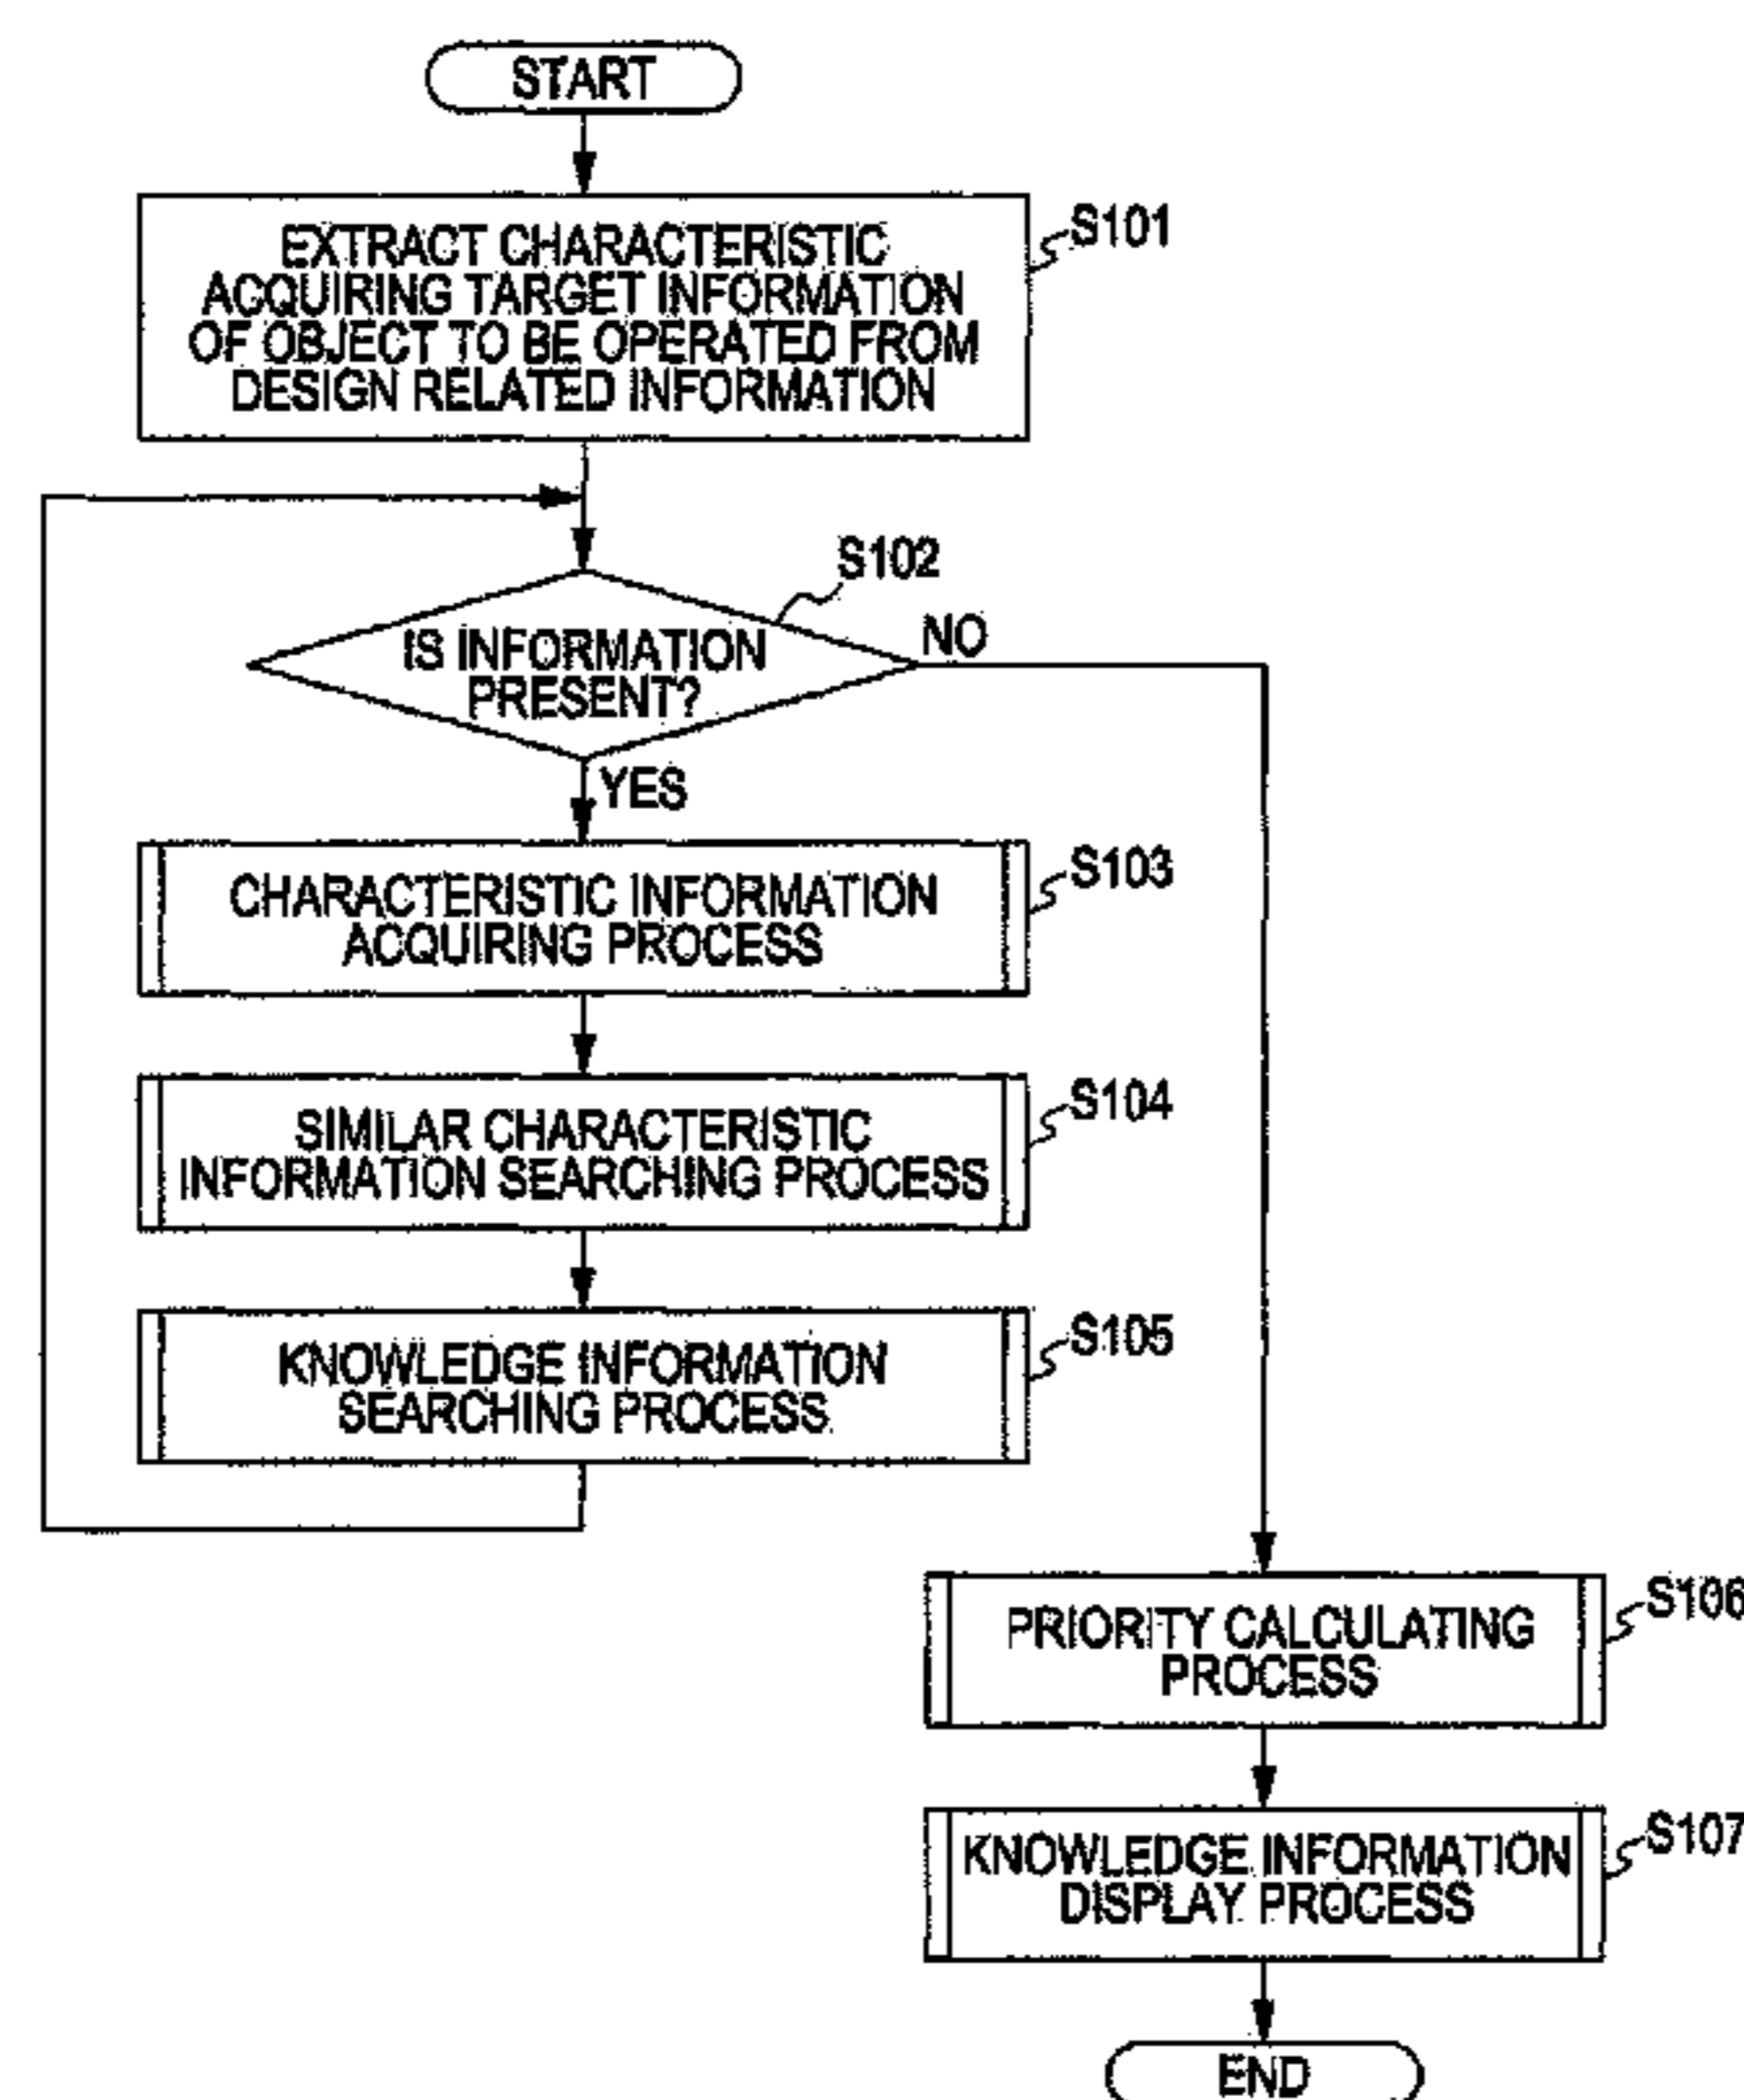 START
EXTRACT CHARACTERISTIC
ACQUIRING TARGET INFORMATION
OF OBJECT TO BE OPERATED FROM
DESIGN RELATED INFORMATION
S101
S102
IS INFORMATION
PRESENT?
NO
YES
CHARACTERISTIC INFORMATION
ACQUIRING PROCESS
S103
SIMILAR CHARACTERISTIC
INFORMATION SEARCHING PROCESS
S104
KNOWLEDGE INFORMATION
SEARCHING PROCESS
S105
PRIORITY CALCULATING
PROCESS
S106
KNOWLEDGE INFORMATION
DISPLAY PROCESS
S107
END